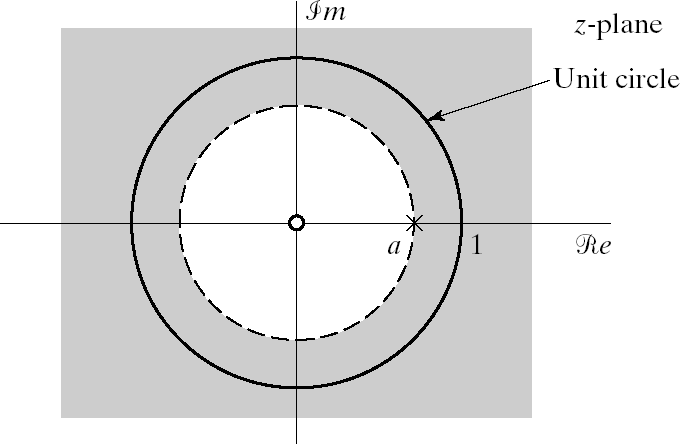 ℐm
z-plane
Unit circle
a
1
ℛe